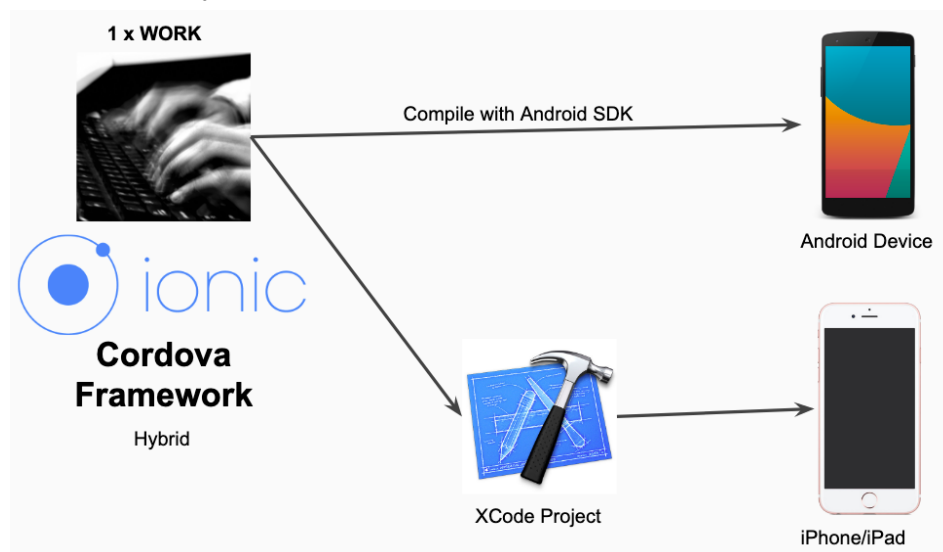 1 x WORK
Compile with Android SDK
Android Device
ionic
Cordova
Framework
Hybrid
XCode Project
iPhone/iPad